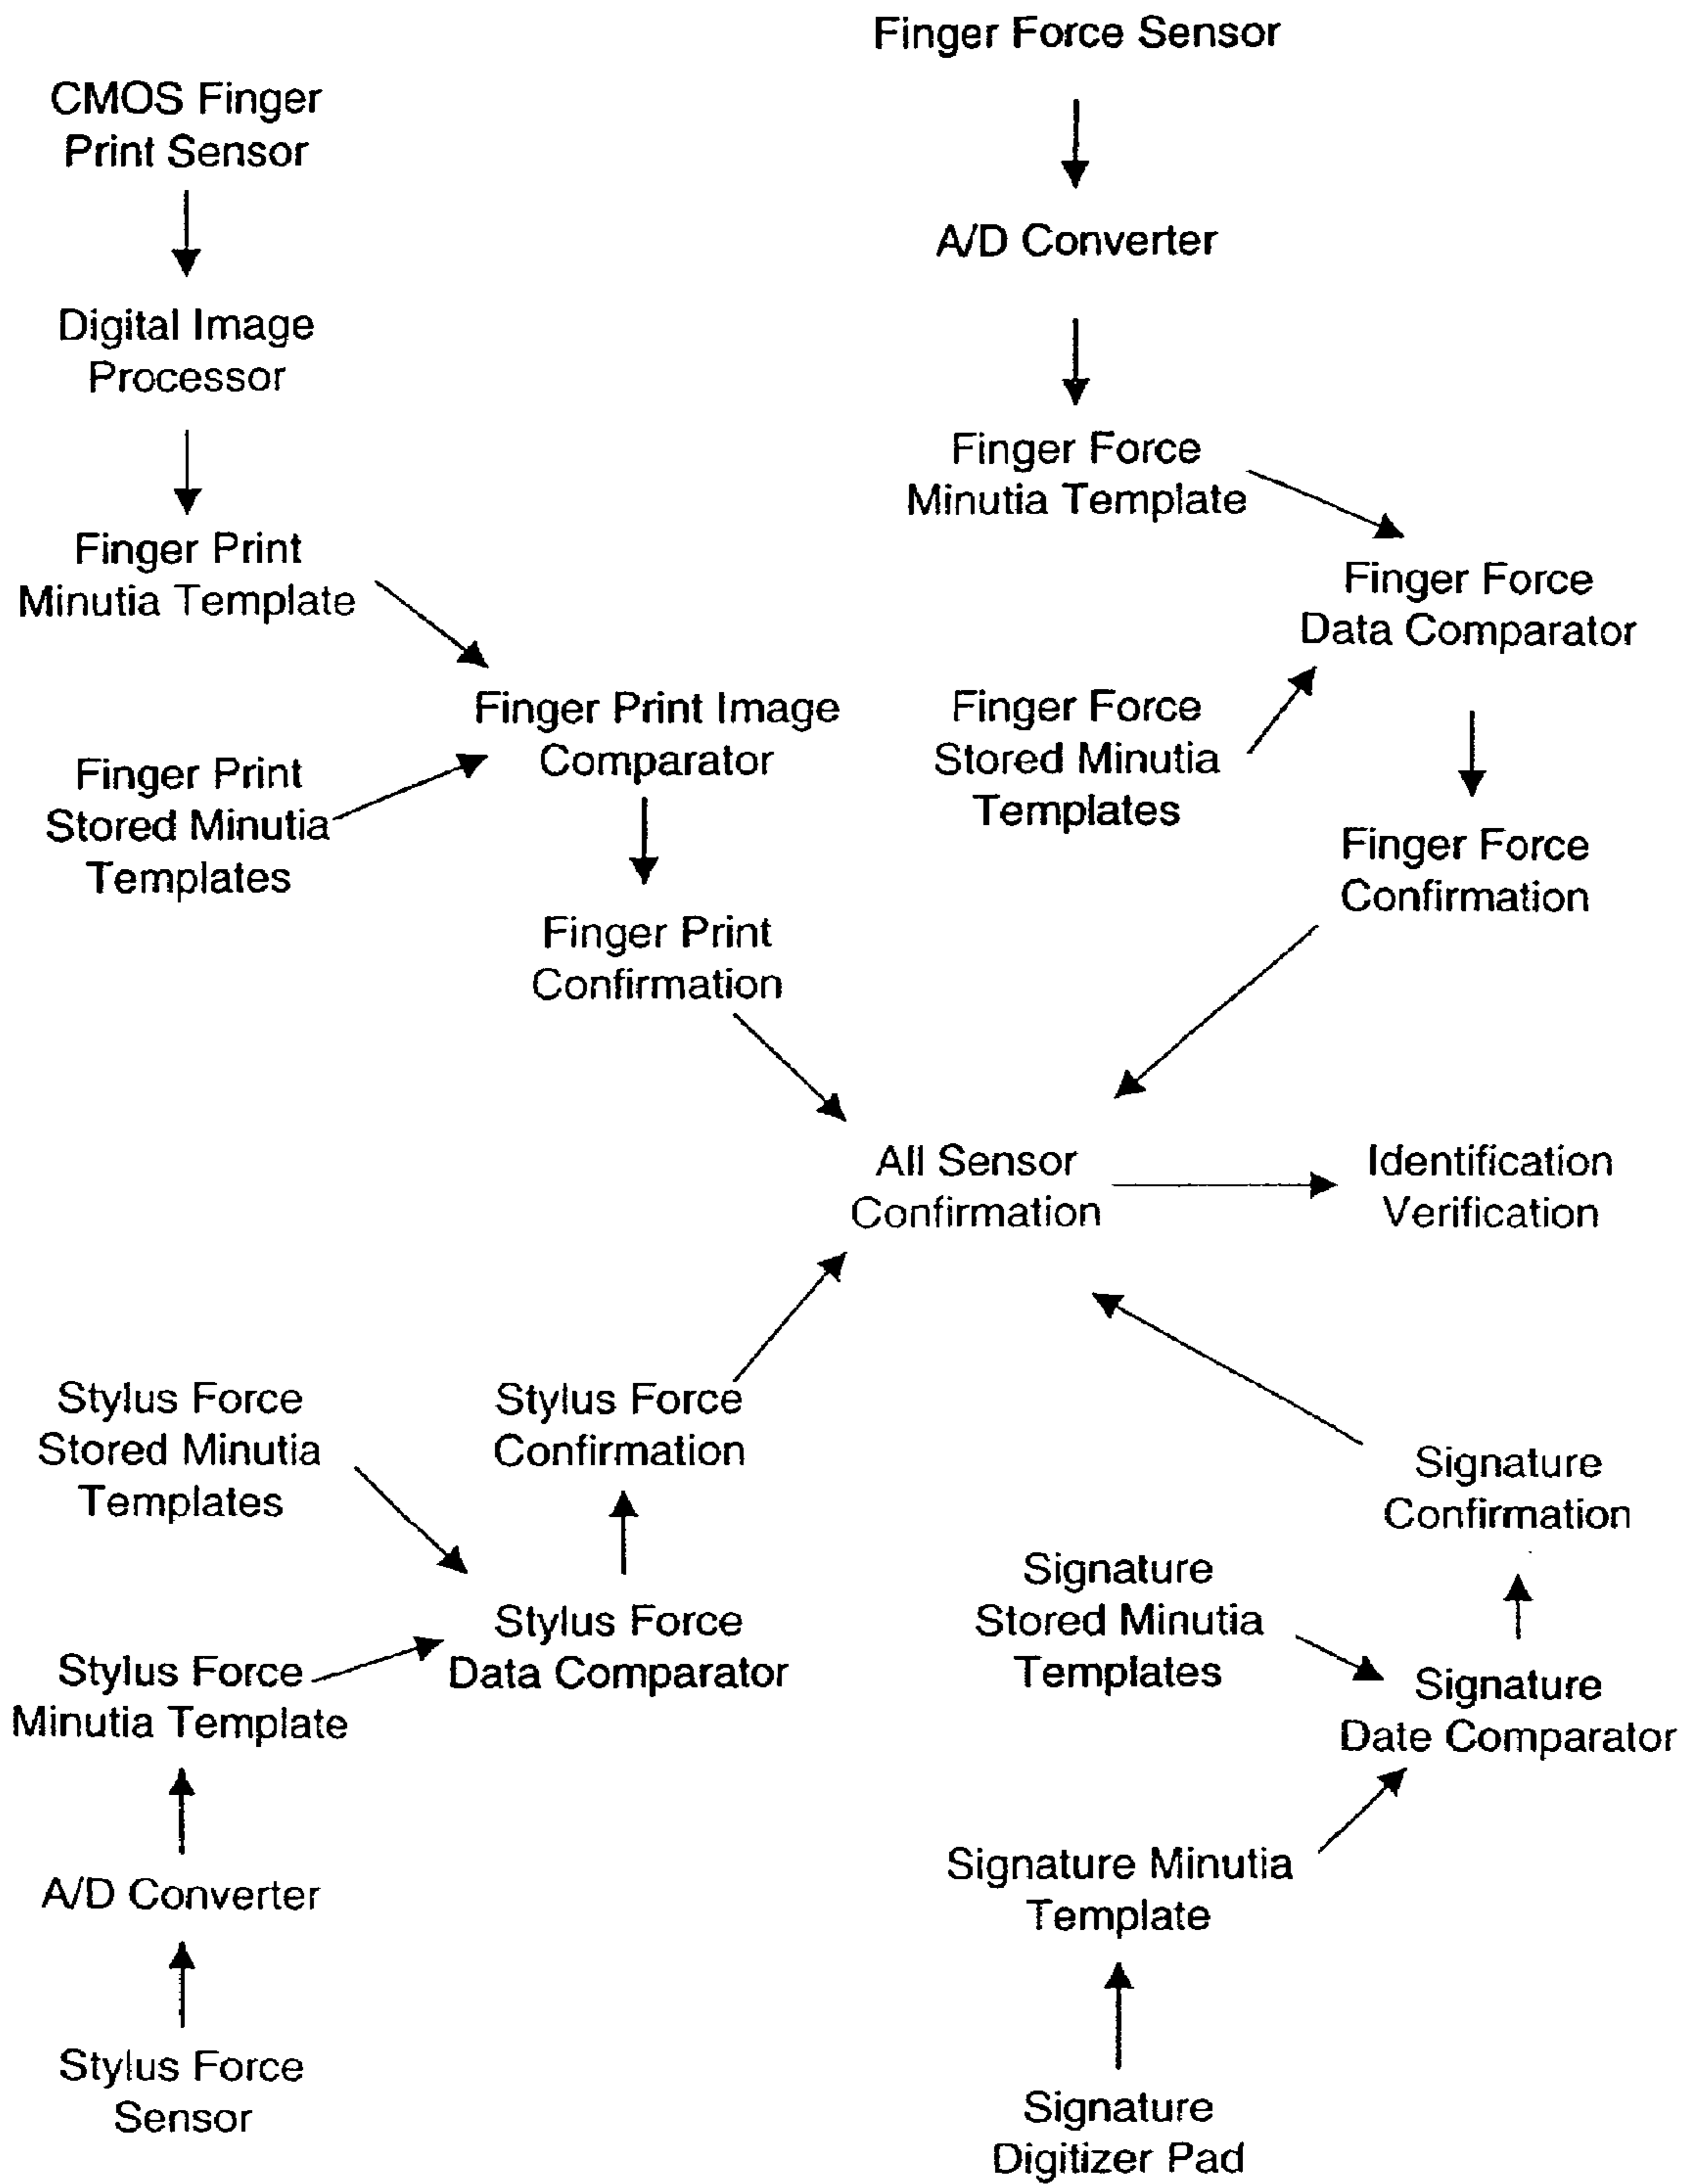 Finger Force Sensor
CMOS Finger
Print Sensor
A/D Converter
Digital Image
Processor
Finger Force
Minutia Template
Finger Print
Minutia Template
Finger Force
Data Comparator
Finger Print Image
Comparator
Finger Force
Stored Minutia
Templates
Finger Print
Stored Minutia
Templates
Finger Force
Confirmation
Finger Print
Confirmation
All Sensor
Confirmation
Identification
Verification
Stylus Force
Stored Minutia
Templates
Stylus Force
Confirmation
Signature
Confirmation
Signature
Stored Minutia
Templates
Stylus Force
Data Comparator
Stylus Force
Minutia Template
Signature
Date Comparator
A/D Converter
Signature Minutia
Template
Stylus Force
Sensor
Signature
Digitizer Pad